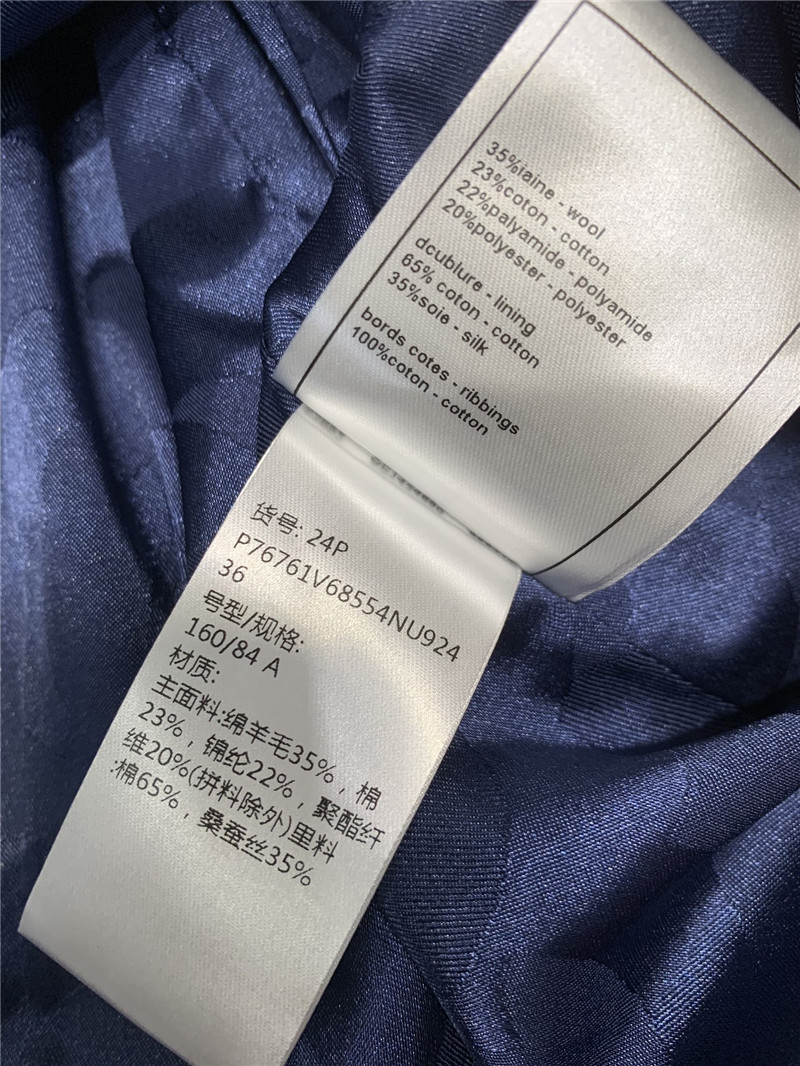 35%iaine - wool
23%coton - cotton
22%palyamide - polyamide
20%polyester - polyester
dcublure - lining
65% coton - cotton
35%soie - silk
bords cotes - ribbings
100%coton - cotton
货号: 24P
P76761V68554NU924
36
号型/规格:
160/84 A
材质:
主面料:绵羊毛35%，棉
23%，锦纶22%，聚酯纤
维20%(拼料除外)里料
:棉65%，桑蚕丝35%